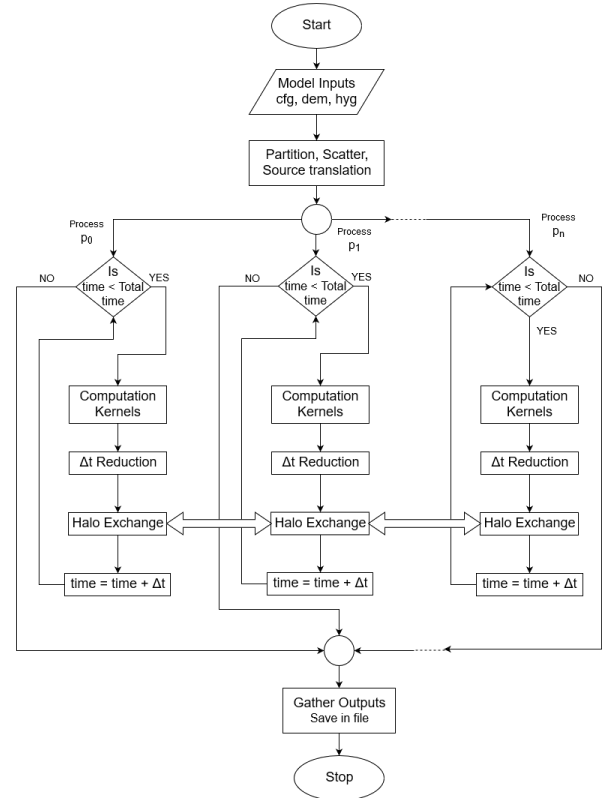 Start
Model Inputs
cfg, dem, hyg
Partition, Scatter,
Source translation
Process
p0
Process
p1
Process
pn
Is
time < Total
time
NO
YES
Is
time < Total
time
NO
YES
Is
time < Total
time
NO
YES
Computation
Kernels
Computation
Kernels
Computation
Kernels
Δt Reduction
Δt Reduction
Δt Reduction
Halo Exchange
Halo Exchange
Halo Exchange
time = time + Δt
time = time + Δt
time = time + Δt
Gather Outputs
Save in file
Stop